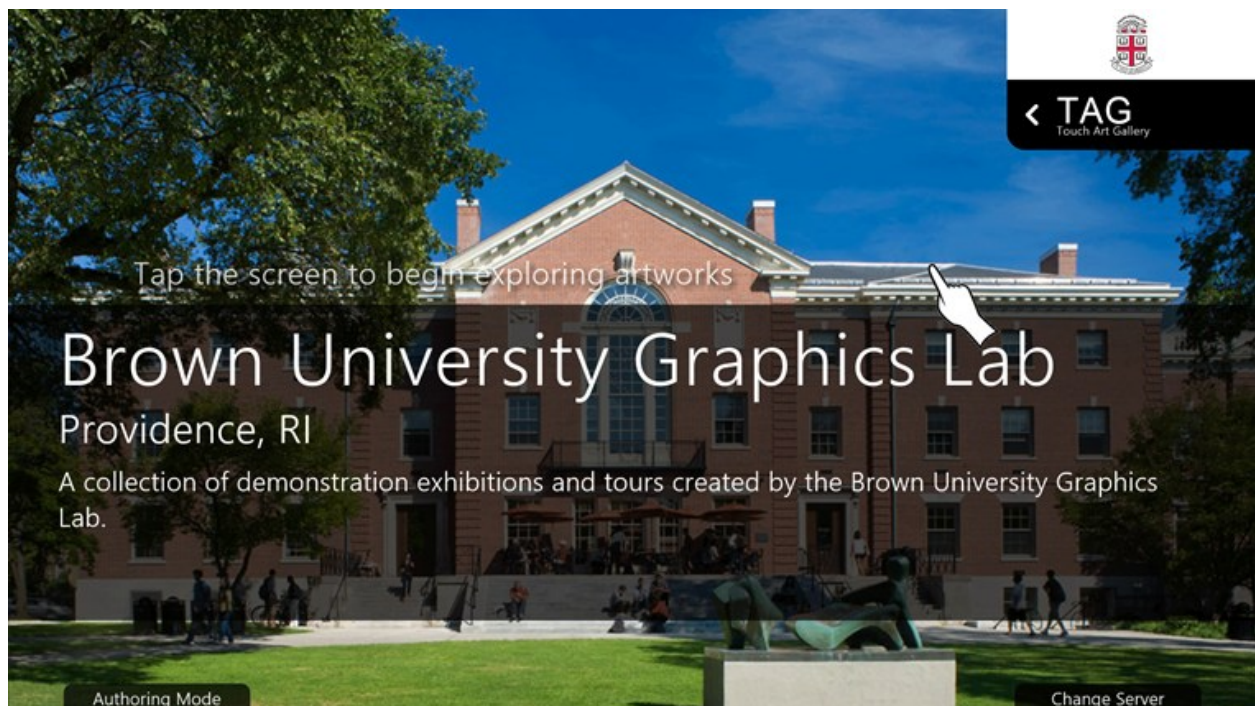 TAG
Touch Art Gallery
Tap the screen to begin exploring artworks
Brown University Graphics Lab
Providence, RI
A collection of demonstration exhibitions and tours created by the Brown University Graphics
Lab.
Authoring Mode
Change Server